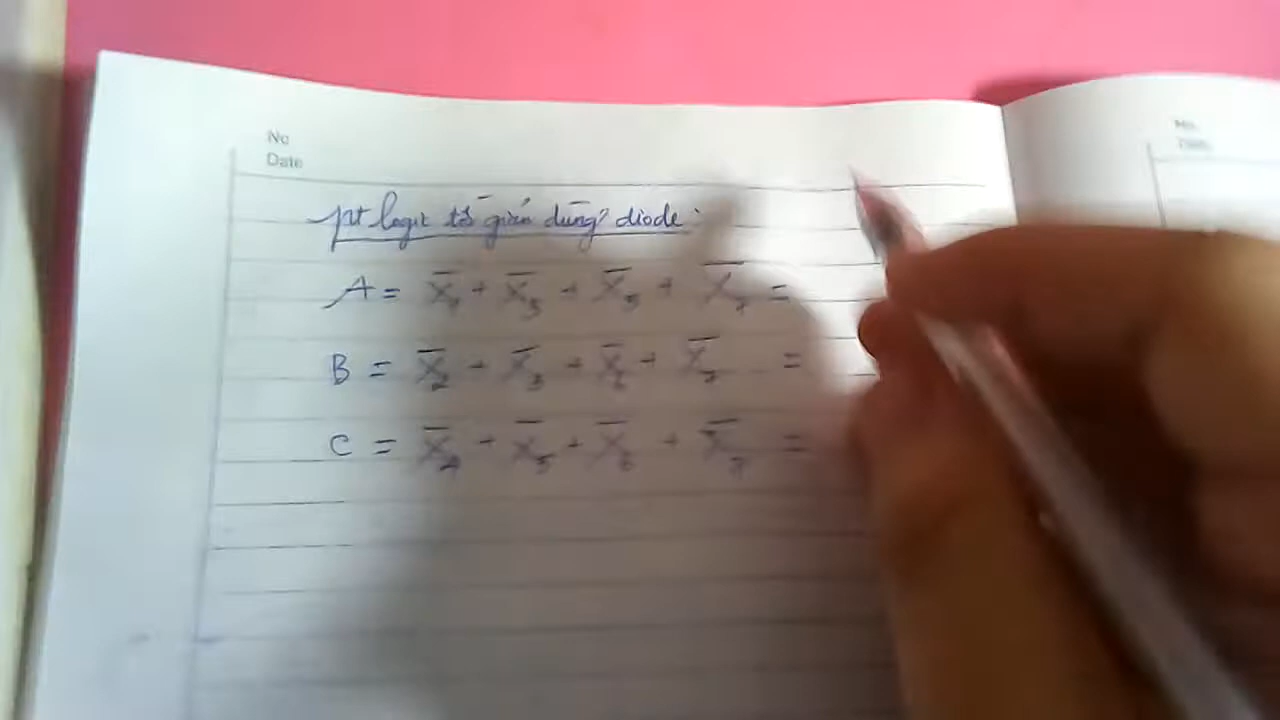 No
Date
pt logic tối giản dùng diode:
A = X̅₁ + X̅₃ + X̅₅ + X̅₇ =
B = X̅₂ + X̅₃ + X̅₆ + X̅₇ =
C = X̅₄ + X̅₅ + X̅₆ + X̅₇ =